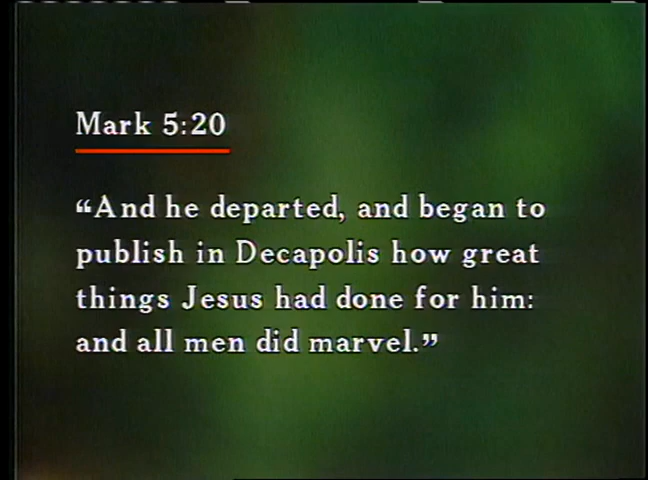 Mark 5:20
“And he departed, and began to
publish in Decapolis how great
things Jesus had done for him:
and all men did marvel.”